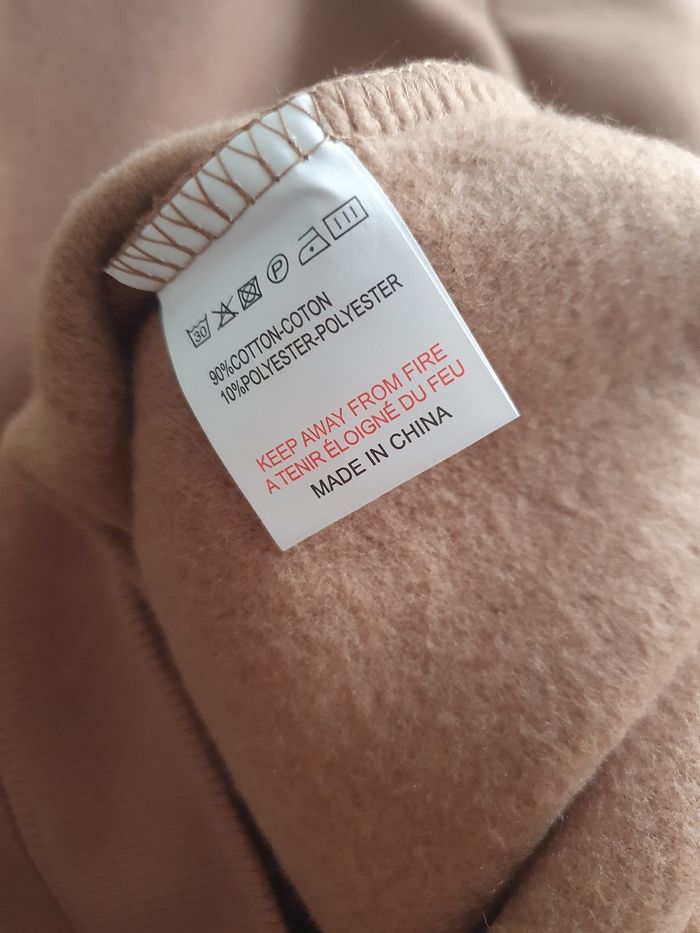 30 P
90%COTTON-COTON
10%POLYESTER-POLYESTER
KEEP AWAY FROM FIRE
A TENIR ÉLOIGNÉ DU FEU
MADE IN CHINA